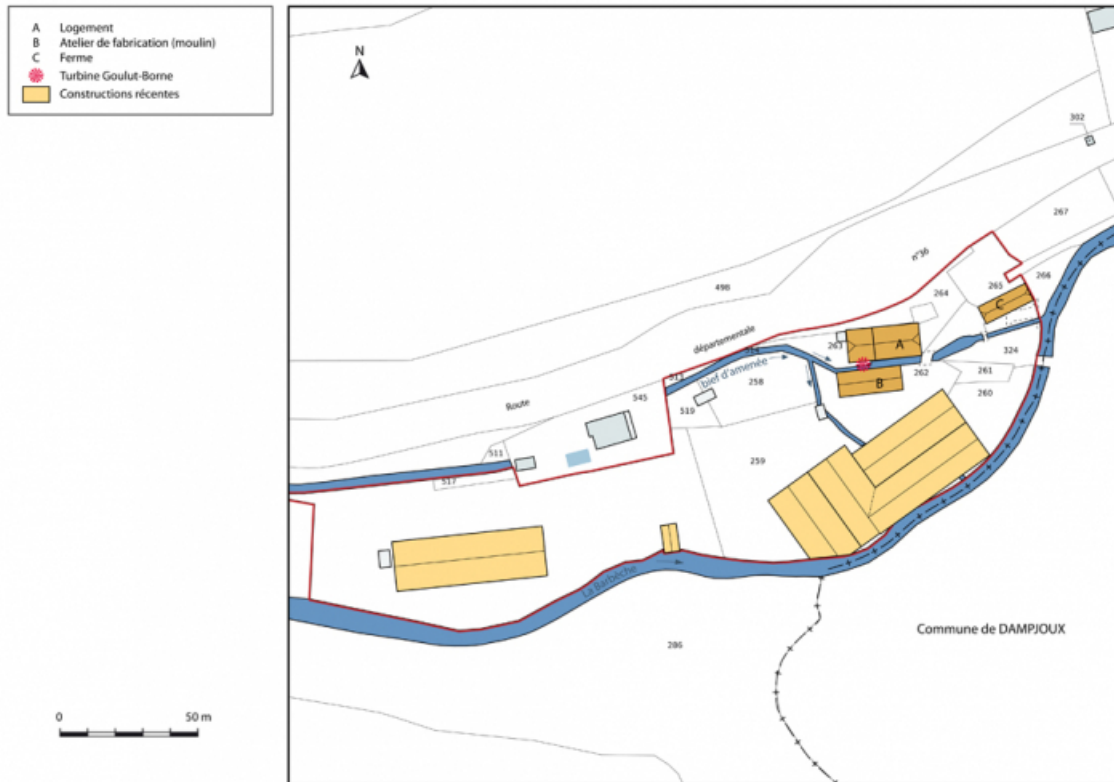 A Logement
B Atelier de fabrication (moulin)
C Ferme
Turbine Goulut-Borne
Constructions récentes
N
302
267
n°36
498
266
265
264
C
départementale
263
A
324
513
bief d'amenée
262
261
258
B
260
Route
545
519
511
259
517
La Barbèche
Commune de DAMPJOUX
286
0 50 m